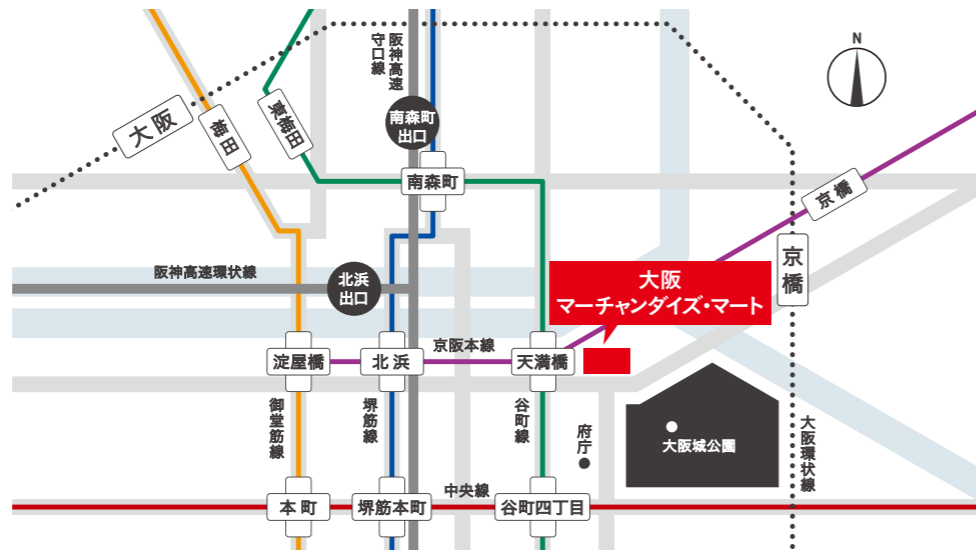 N
阪神高速
守口線
大阪
梅田
東梅田
南森町
出口
南森町
京橋
京橋
阪神高速環状線
北浜
出口
大阪
マーチャンダイズ・マート
京阪本線
淀屋橋
北浜
天満橋
御堂筋線
堺筋線
谷町線
府庁
大阪城公園
大阪環状線
中央線
本町
堺筋本町
谷町四丁目